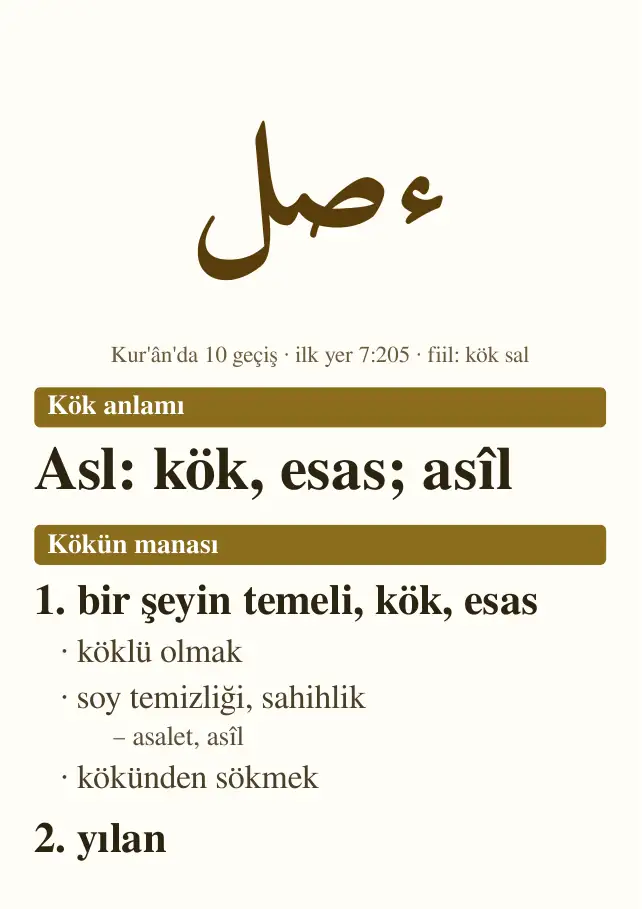 ءصل
Kur'ân'da 10 geçiş · ilk yer 7:205 · fiil: kök sal
Kök anlamı
Asl: kök, esas; asîl
Kökün manası
1. bir şeyin temeli, kök, esas
· köklü olmak
· soy temizliği, sahihlik
– asalet, asîl
· kökünden sökmek
2. yılan